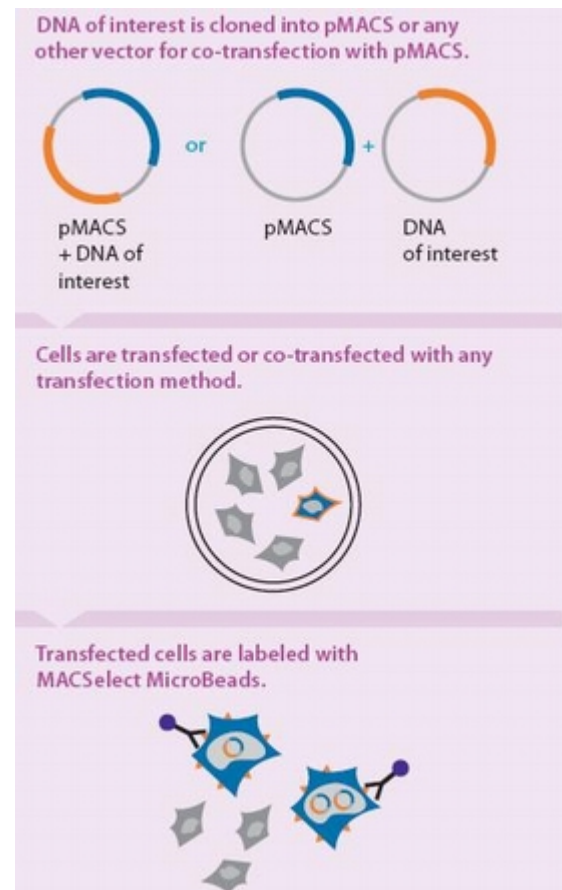 DNA of interest is cloned into pMACS or any
other vector for co-transfection with pMACS.
or
+
pMACS
+ DNA of
interest
pMACS
DNA
of interest
Cells are transfected or co-transfected with any
transfection method.
Transfected cells are labeled with
MACSelect MicroBeads.